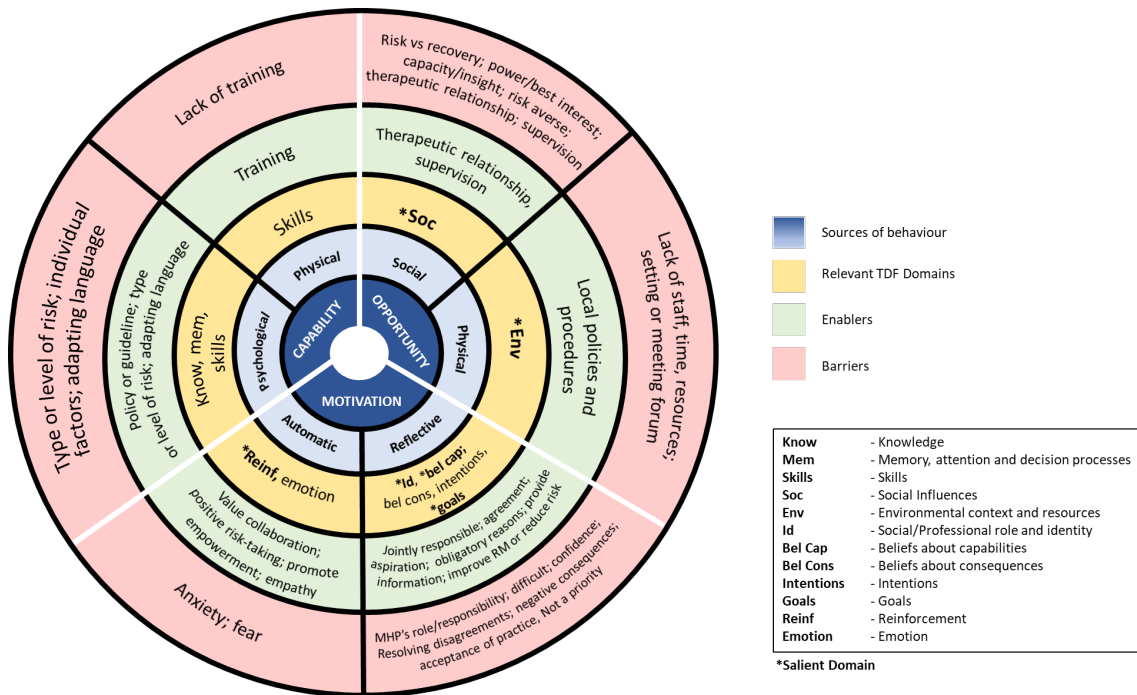 Lack of training
Risk vs recovery; power/best interest;
capacity/insight; risk averse;
therapeutic relationship; supervision
Training
Therapeutic relationship,
supervision
Skills
*Soc
Physical
Social
Type or level of risk; individual
factors; adapting language
Policy or guideline; type
or level of risk; adapting language
Know, mem,
skills
Psychological
CAPABILITY
OPPORTUNITY
MOTIVATION
Physical
*Env
Local policies and
procedures
Lack of staff, time, resources;
setting or meeting forum
Automatic
Reflective
*Reinf, emotion
*Id, *bel cap;
bel cons, intentions,
*goals
Value collaboration;
positive risk-taking; promote
empowerment; empathy
Jointly responsible; agreement;
aspiration; obligatory reasons; provide
information; improve RM or reduce risk
Anxiety; fear
MHP's role/responsibility; difficult; confidence;
Resolving disagreements; negative consequences;
acceptance of practice, Not a priority
Sources of behaviour
Relevant TDF Domains
Enablers
Barriers
Know - Knowledge
Mem - Memory, attention and decision processes
Skills - Skills
Soc - Social Influences
Env - Environmental context and resources
Id - Social/Professional role and identity
Bel Cap - Beliefs about capabilities
Bel Cons - Beliefs about consequences
Intentions - Intentions
Goals - Goals
Reinf - Reinforcement
Emotion - Emotion
*Salient Domain